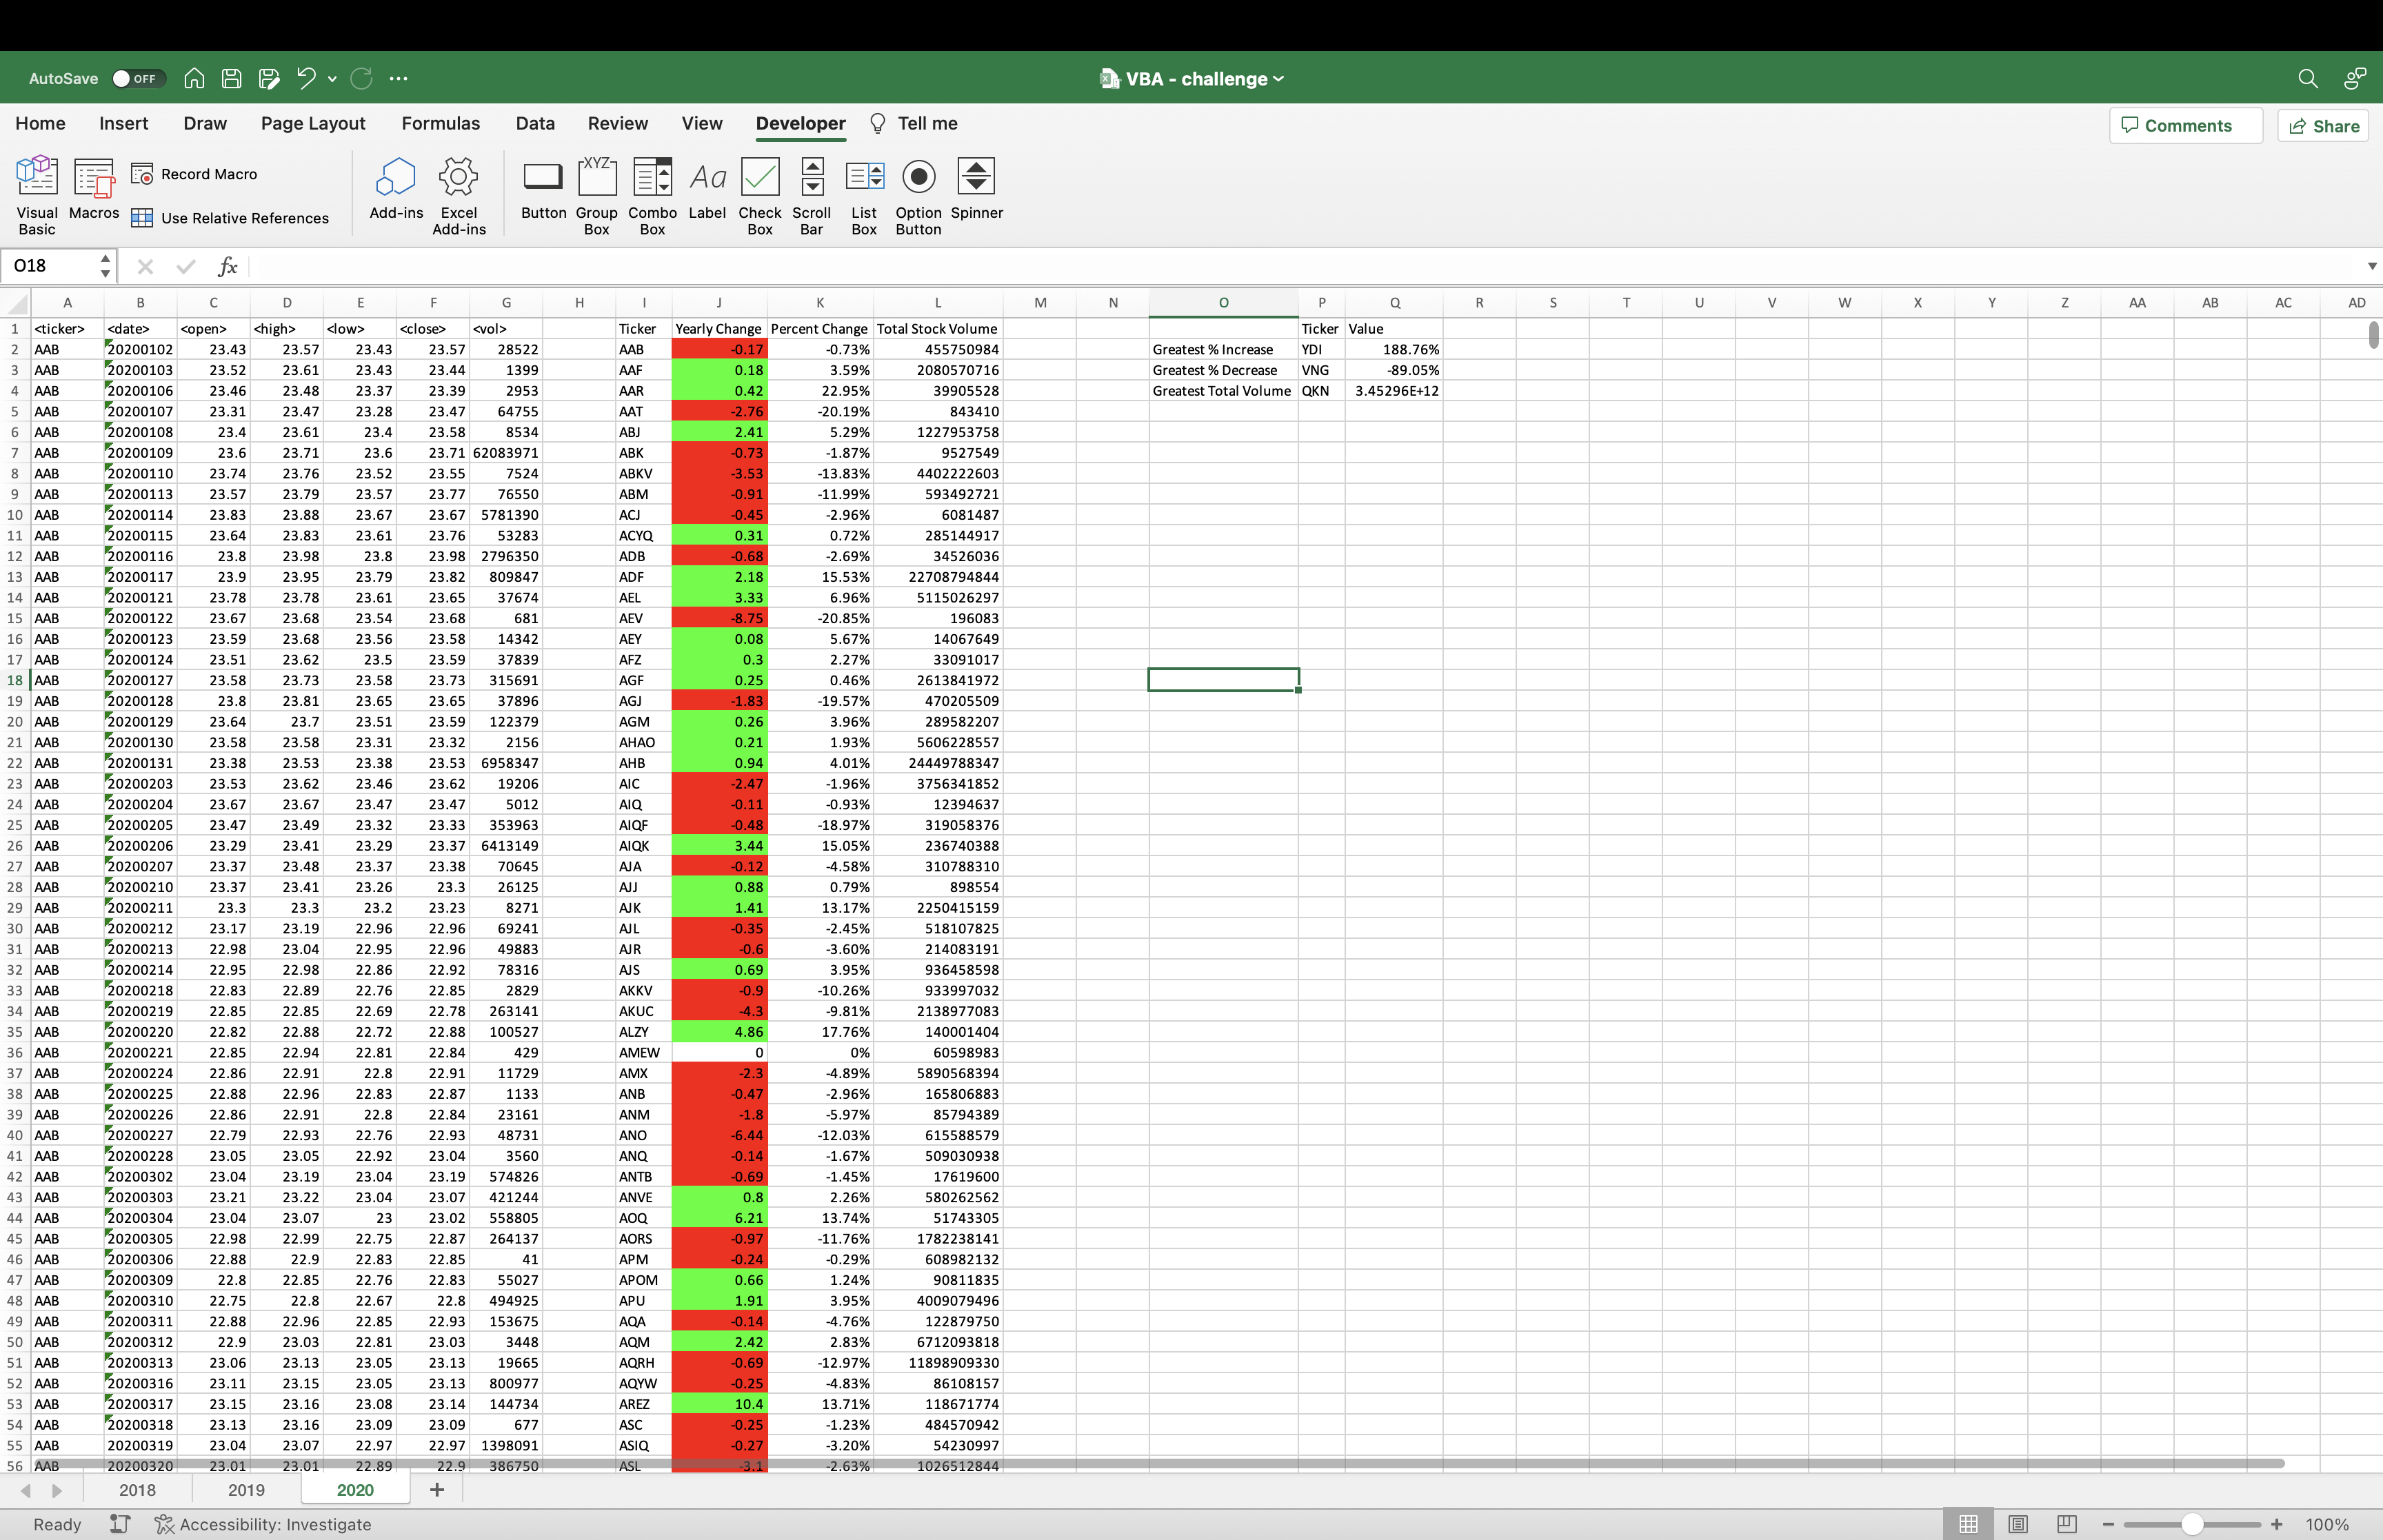 AutoSave OFF VBA - challenge
Home Insert Draw Page Layout Formulas Data Review View Developer Tell me Comments Share
Visual Basic Macros Record Macro Use Relative References Add-ins Excel Add-ins Button XYZ Group Box Combo Box Aa Label Check Box Scroll Bar List Box Option Button Spinner
O18 fx
A B C D E F G H I J K L M N O P Q R S T U V W X Y Z AA AB AC AD
1 <ticker> <date> <open> <high> <low> <close> <vol> Ticker Yearly Change Percent Change Total Stock Volume Ticker Value
2 AAB 20200102 23.43 23.57 23.43 23.57 28522 AAB -0.17 -0.73% 455750984 Greatest % Increase YDI 188.76%
3 AAB 20200103 23.52 23.61 23.43 23.44 1399 AAF 0.18 3.59% 2080570716 Greatest % Decrease VNG -89.05%
4 AAB 20200106 23.46 23.48 23.37 23.39 2953 AAR 0.42 22.95% 39905528 Greatest Total Volume QKN 3.45296E+12
5 AAB 20200107 23.31 23.47 23.28 23.47 64755 AAT -2.76 -20.19% 843410
6 AAB 20200108 23.4 23.61 23.4 23.58 8534 ABJ 2.41 5.29% 1227953758
7 AAB 20200109 23.6 23.71 23.6 23.71 62083971 ABK -0.73 -1.87% 9527549
8 AAB 20200110 23.74 23.76 23.52 23.55 7524 ABKV -3.53 -13.83% 4402222603
9 AAB 20200113 23.57 23.79 23.57 23.77 76550 ABM -0.91 -11.99% 593492721
10 AAB 20200114 23.83 23.88 23.67 23.67 5781390 ACJ -0.45 -2.96% 6081487
11 AAB 20200115 23.64 23.83 23.61 23.76 53283 ACYQ 0.31 0.72% 285144917
12 AAB 20200116 23.8 23.98 23.8 23.98 2796350 ADB -0.68 -2.69% 34526036
13 AAB 20200117 23.9 23.95 23.79 23.82 809847 ADF 2.18 15.53% 22708794844
14 AAB 20200121 23.78 23.78 23.61 23.65 37674 AEL 3.33 6.96% 5115026297
15 AAB 20200122 23.67 23.68 23.54 23.68 681 AEV -8.75 -20.85% 196083
16 AAB 20200123 23.59 23.68 23.56 23.58 14342 AEY 0.08 5.67% 14067649
17 AAB 20200124 23.51 23.62 23.5 23.59 37839 AFZ 0.3 2.27% 33091017
18 AAB 20200127 23.58 23.73 23.58 23.73 315691 AGF 0.25 0.46% 2613841972
19 AAB 20200128 23.8 23.81 23.65 23.65 37896 AGJ -1.83 -19.57% 470205509
20 AAB 20200129 23.64 23.7 23.51 23.59 122379 AGM 0.26 3.96% 289582207
21 AAB 20200130 23.58 23.58 23.31 23.32 2156 AHAO 0.21 1.93% 5606228557
22 AAB 20200131 23.38 23.53 23.38 23.53 6958347 AHB 0.94 4.01% 24449788347
23 AAB 20200203 23.53 23.62 23.46 23.62 19206 AIC -2.47 -1.96% 3756341852
24 AAB 20200204 23.67 23.67 23.47 23.47 5012 AIQ -0.11 -0.93% 12394637
25 AAB 20200205 23.47 23.49 23.32 23.33 353963 AIQF -0.48 -18.97% 319058376
26 AAB 20200206 23.29 23.41 23.29 23.37 6413149 AIQK 3.44 15.05% 236740388
27 AAB 20200207 23.37 23.48 23.37 23.38 70645 AJA -0.12 -4.58% 310788310
28 AAB 20200210 23.37 23.41 23.26 23.3 26125 AJJ 0.88 0.79% 898554
29 AAB 20200211 23.3 23.3 23.2 23.23 8271 AJK 1.41 13.17% 2250415159
30 AAB 20200212 23.17 23.19 22.96 22.96 69241 AJL -0.35 -2.45% 518107825
31 AAB 20200213 22.98 23.04 22.95 22.96 49883 AJR -0.6 -3.60% 214083191
32 AAB 20200214 22.95 22.98 22.86 22.92 78316 AJS 0.69 3.95% 936458598
33 AAB 20200218 22.83 22.89 22.76 22.85 2829 AKKV -0.9 -10.26% 933997032
34 AAB 20200219 22.85 22.85 22.69 22.78 263141 AKUC -4.3 -9.81% 2138977083
35 AAB 20200220 22.82 22.88 22.72 22.88 100527 ALZY 4.86 17.76% 140001404
36 AAB 20200221 22.85 22.94 22.81 22.84 429 AMEW 0 0% 60598983
37 AAB 20200224 22.86 22.91 22.8 22.91 11729 AMX -2.3 -4.89% 5890568394
38 AAB 20200225 22.88 22.96 22.83 22.87 1133 ANB -0.47 -2.96% 165806883
39 AAB 20200226 22.86 22.91 22.8 22.84 23161 ANM -1.8 -5.97% 85794389
40 AAB 20200227 22.79 22.93 22.76 22.93 48731 ANO -6.44 -12.03% 615588579
41 AAB 20200228 23.05 23.05 22.92 23.04 3560 ANQ -0.14 -1.67% 509030938
42 AAB 20200302 23.04 23.19 23.04 23.19 574826 ANTB -0.69 -1.45% 17619600
43 AAB 20200303 23.21 23.22 23.04 23.07 421244 ANVE 0.8 2.26% 580262562
44 AAB 20200304 23.04 23.07 23 23.02 558805 AOQ 6.21 13.74% 51743305
45 AAB 20200305 22.98 22.99 22.75 22.87 264137 AORS -0.97 -11.76% 1782238141
46 AAB 20200306 22.88 22.9 22.83 22.85 41 APM -0.24 -0.29% 608982132
47 AAB 20200309 22.8 22.85 22.76 22.83 55027 APOM 0.66 1.24% 90811835
48 AAB 20200310 22.75 22.8 22.67 22.8 494925 APU 1.91 3.95% 4009079496
49 AAB 20200311 22.88 22.96 22.85 22.93 153675 AQA -0.14 -4.76% 122879750
50 AAB 20200312 22.9 23.03 22.81 23.03 3448 AQM 2.42 2.83% 6712093818
51 AAB 20200313 23.06 23.13 23.05 23.13 19665 AQRH -0.69 -12.97% 11898909330
52 AAB 20200316 23.11 23.15 23.05 23.13 800977 AQYW -0.25 -4.83% 86108157
53 AAB 20200317 23.15 23.16 23.08 23.14 144734 AREZ 10.4 13.71% 118671774
54 AAB 20200318 23.13 23.16 23.09 23.09 677 ASC -0.25 -1.23% 484570942
55 AAB 20200319 23.04 23.07 22.97 22.97 1398091 ASIQ -0.27 -3.20% 54230997
56 AAB 20200320 23.01 23.01 22.89 22.9 386750 ASL -3.1 -2.63% 1026512844
2018 2019 2020 +
Ready Accessibility: Investigate 100%